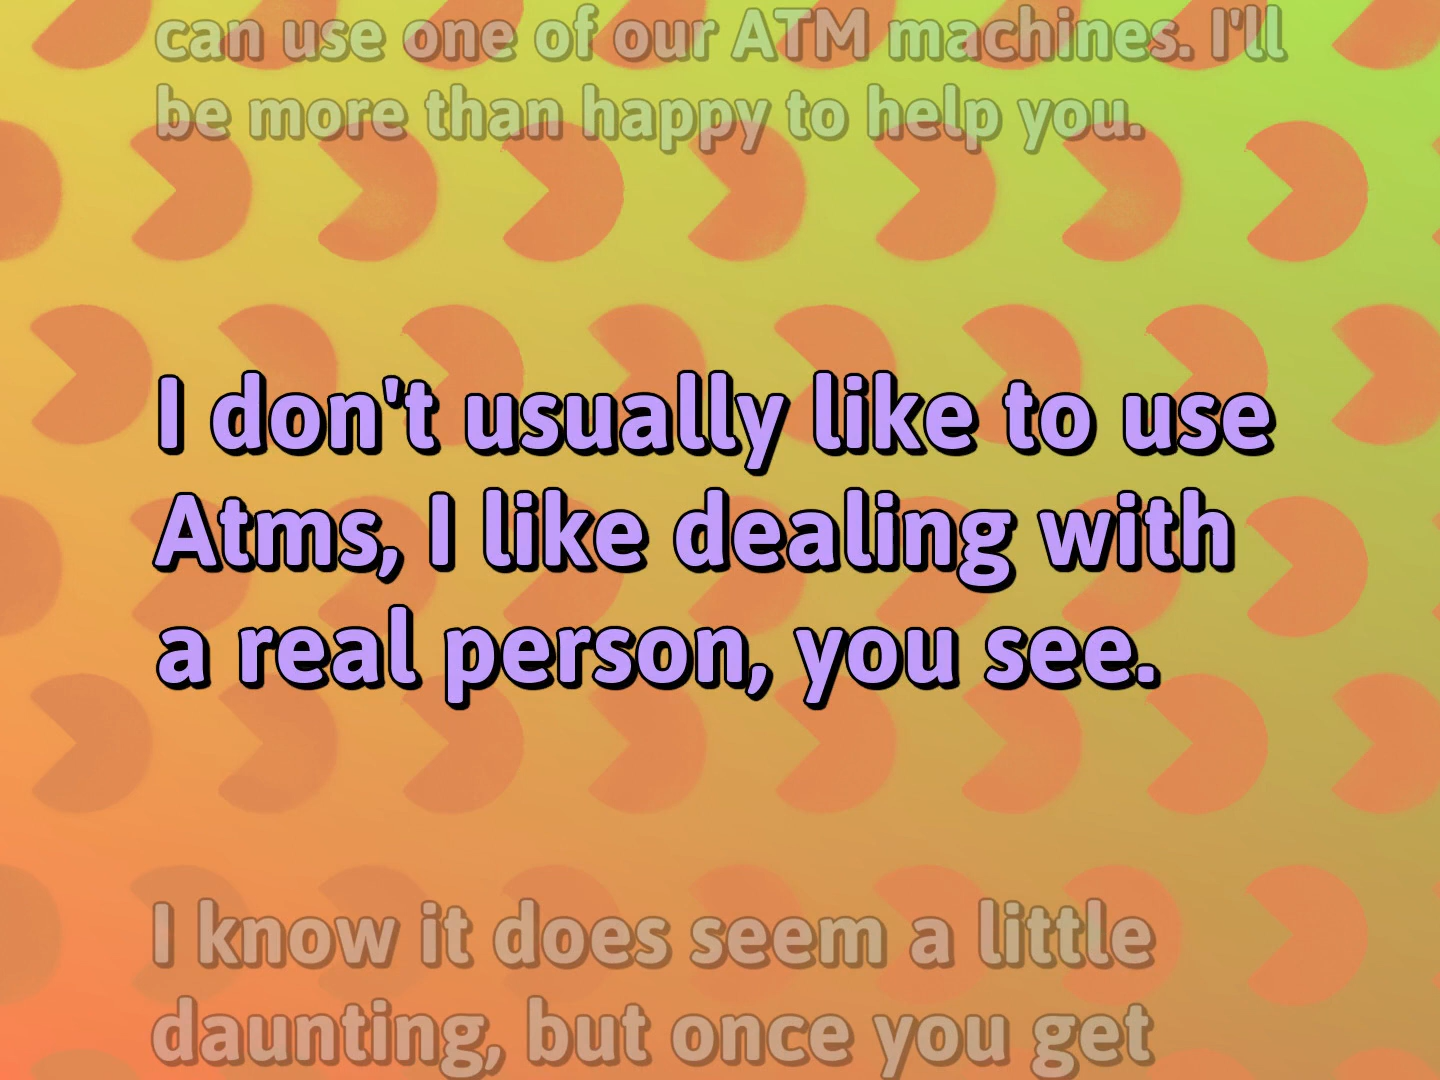 can use one of our ATM machines. I'll
be more than happy to help you.
I don't usually like to use
Atms, I like dealing with
a real person, you see.
I know it does seem a little
daunting, but once you get